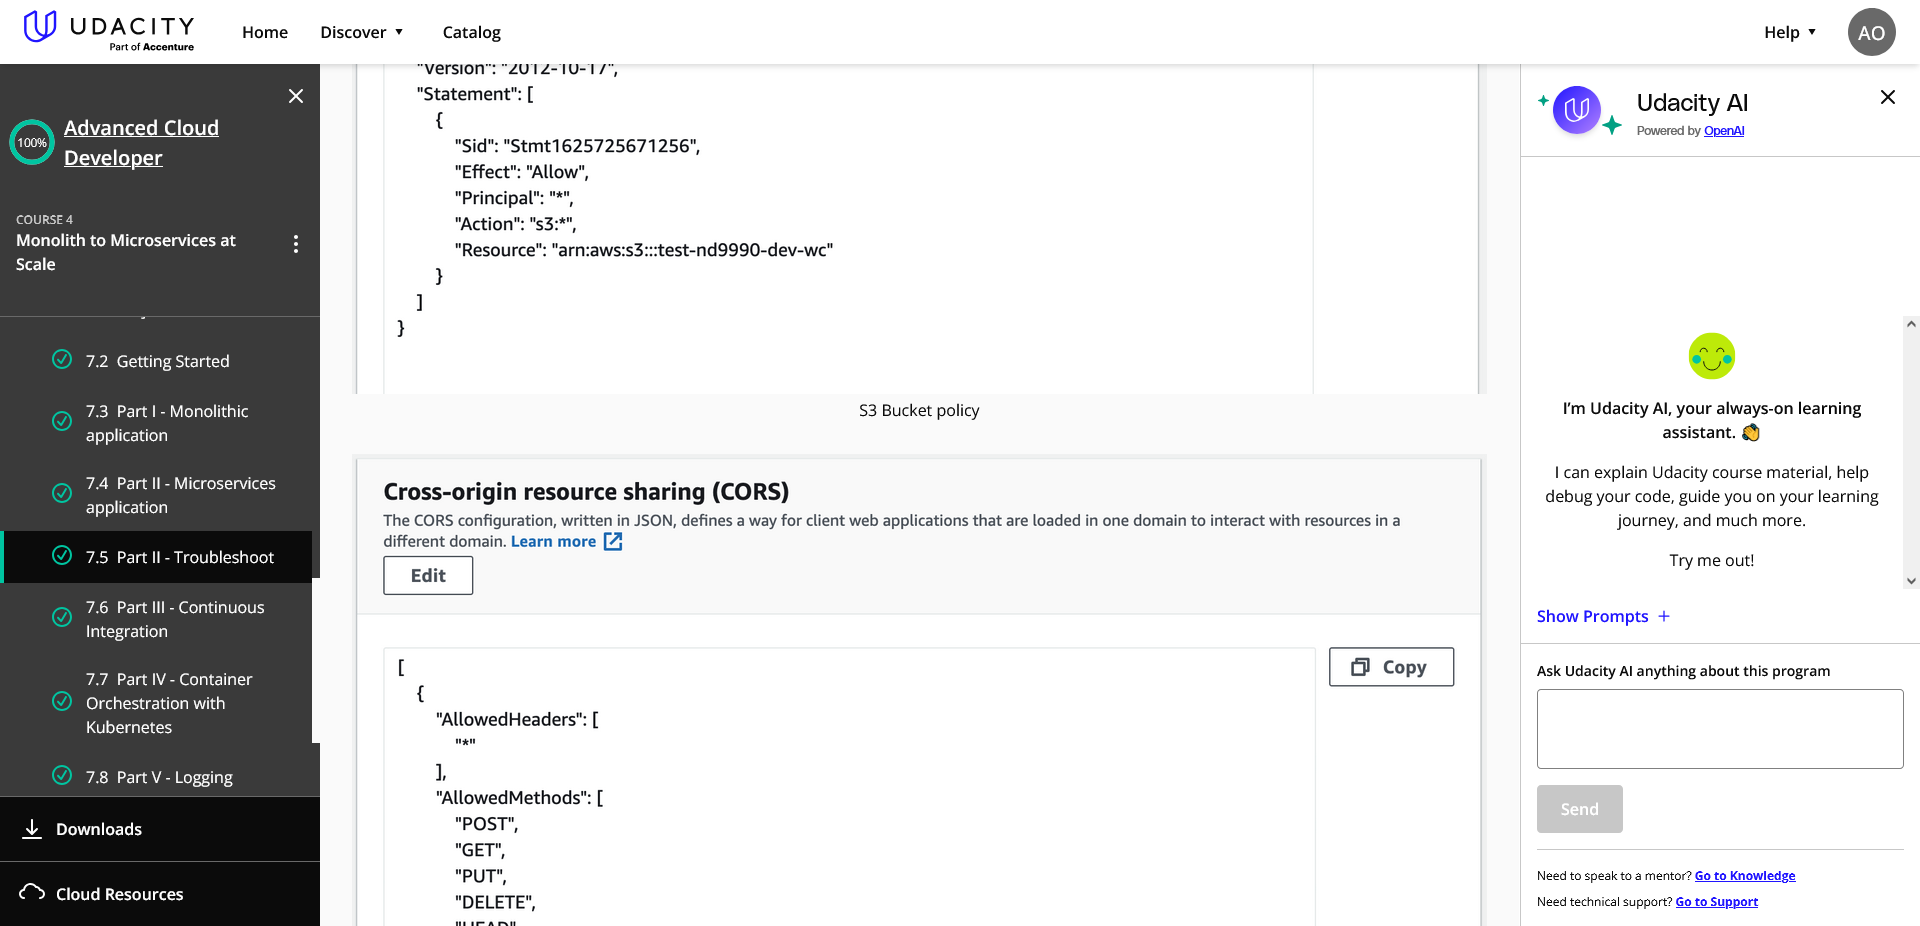 UDACITY
Part of Accenture
Home
Discover
Catalog
Help
AO
100%
Advanced Cloud
Developer
COURSE 4
Monolith to Microservices at
Scale
7.2 Getting Started
7.3 Part I - Monolithic
application
7.4 Part II - Microservices
application
7.5 Part II - Troubleshoot
7.6 Part III - Continuous
Integration
7.7 Part IV - Container
Orchestration with
Kubernetes
7.8 Part V - Logging
Downloads
Cloud Resources
"Version": "2012-10-17",
"Statement": [
{
"Sid": "Stmt1625725671256",
"Effect": "Allow",
"Principal": "*",
"Action": "s3:*",
"Resource": "arn:aws:s3:::test-nd9990-dev-wc"
}
]
}
S3 Bucket policy
Cross-origin resource sharing (CORS)
The CORS configuration, written in JSON, defines a way for client web applications that are loaded in one domain to interact with resources in a
different domain. Learn more
Edit
Copy
[
{
"AllowedHeaders": [
"*"
],
"AllowedMethods": [
"POST",
"GET",
"PUT",
"DELETE",
"HEAD"
Udacity AI
Powered by OpenAI
I'm Udacity AI, your always-on learning
assistant. 👏
I can explain Udacity course material, help
debug your code, guide you on your learning
journey, and much more.
Try me out!
Show Prompts +
Ask Udacity AI anything about this program
Send
Need to speak to a mentor? Go to Knowledge
Need technical support? Go to Support